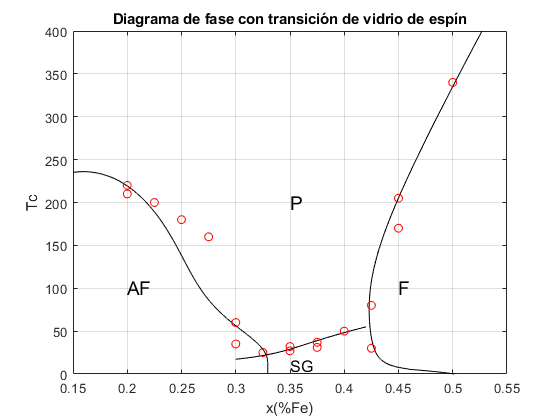 Diagrama de fase con transición de vidrio de espín
400
350
300
250
200
150
100
50
0
Tc
P
AF
F
SG
0.15 0.2 0.25 0.3 0.35 0.4 0.45 0.5 0.55
x(%Fe)